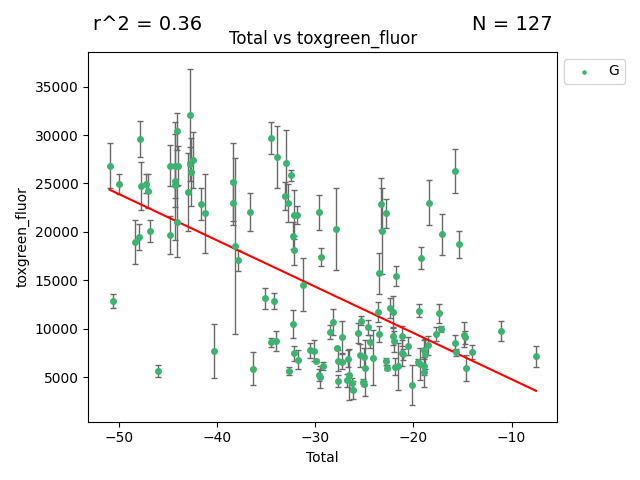 r^2 = 0.36
N = 127
Total vs toxgreen_fluor
G
35000
30000
25000
20000
15000
10000
5000
toxgreen_fluor
−50
−40
−30
−20
−10
Total